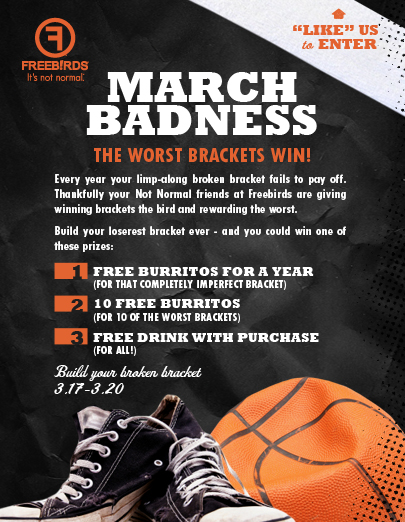 "LIKE" US
to ENTER
F
FREEB!RDS
It's not normal.
MARCH
BADNESS
THE WORST BRACKETS WIN!
Every year your limp-along broken bracket fails to pay off.
Thankfully your Not Normal friends at Freebirds are giving
winning brackets the bird and rewarding the worst.
Build your loserest bracket ever - and you could win one of
these prizes:
1 FREE BURRITOS FOR A YEAR
(FOR THAT COMPLETELY IMPERFECT BRACKET)
2 10 FREE BURRITOS
(FOR 10 OF THE WORST BRACKETS)
3 FREE DRINK WITH PURCHASE
(FOR ALL!)
Build your broken bracket
3.17-3.20